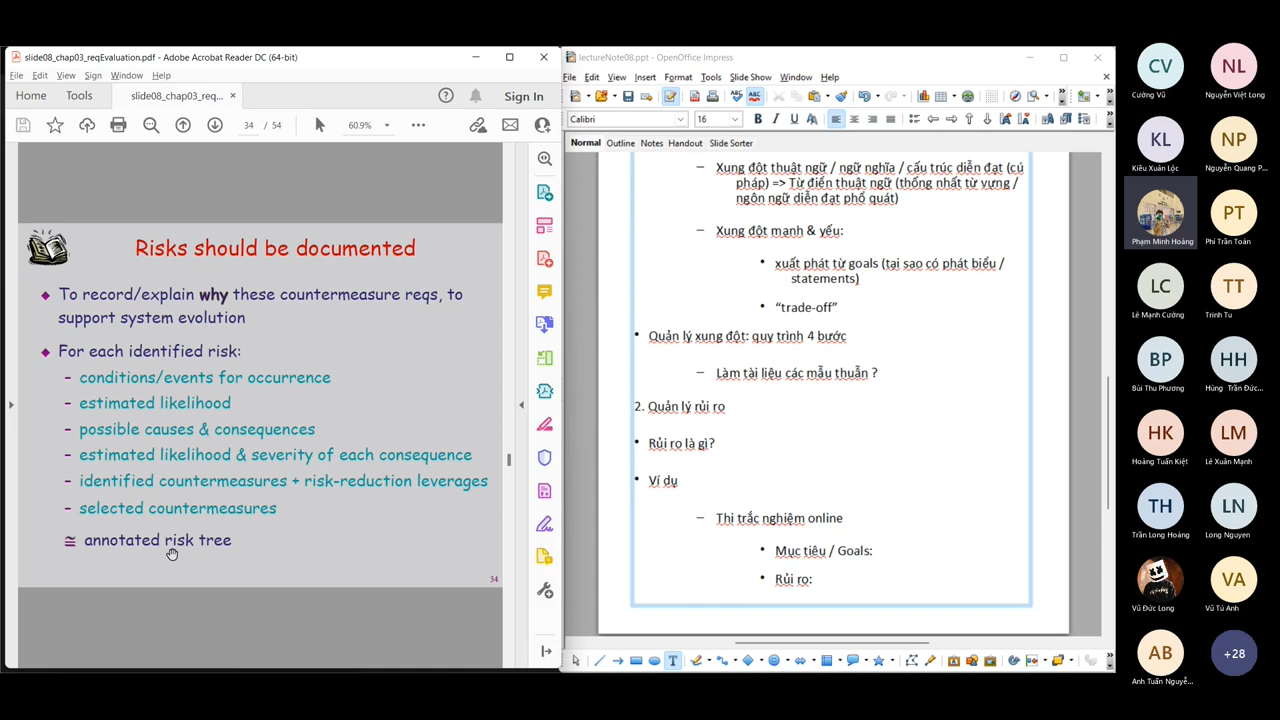 slide08_chap03_reqEvaluation.pdf - Adobe Acrobat Reader DC (64-bit)
File Edit View Sign Window Help
Home Tools slide08_chap03_req... × Sign In
34 / 54 60.9%
Risks should be documented
To record/explain why these countermeasure reqs, to
support system evolution
For each identified risk:
– conditions/events for occurrence
– estimated likelihood
– possible causes & consequences
– estimated likelihood & severity of each consequence
– identified countermeasures + risk-reduction leverages
– selected countermeasures
≅ annotated risk tree
34
lectureNote08.ppt - OpenOffice Impress
File Edit View Insert Format Tools Slide Show Window Help
Calibri 16
Normal Outline Notes Handout Slide Sorter
– Xung đột thuật ngữ / ngữ nghĩa / cấu trúc diễn đạt (cú
pháp) => Từ điển thuật ngữ (thống nhất từ vựng /
ngôn ngữ diễn đạt phổ quát)
– Xung đột mạnh & yếu:
• xuất phát từ goals (tại sao có phát biểu /
statements)
• “trade-off”
• Quản lý xung đột: quy trình 4 bước
– Làm tài liệu các mẫu thuẫn ?
2. Quản lý rủi ro
• Rủi ro là gì?
• Ví dụ
– Thi trắc nghiệm online
• Mục tiêu / Goals:
• Rủi ro:
CV NL
Cường Vũ Nguyễn Việt Long
KL NP
Kiều Xuân Lộc Nguyễn Quang P...
PT
Phạm Minh Hoàng Phí Trần Toàn
LC TT
Lê Mạnh Cường Trinh Tu
BP HH
Bùi Thu Phương Hùng Trần Đức...
HK LM
Hoàng Tuấn Kiệt Lê Xuân Mạnh
TH LN
Trần Long Hoàng Long Nguyen
VA
Vũ Đức Long Vũ Tú Anh
AB +28
Anh Tuấn Nguyễ...